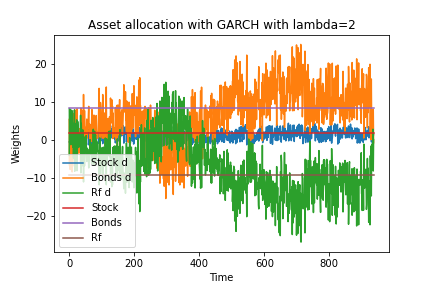 Asset allocation with GARCH with lambda=2
20
10
0
−10
−20
Weights
Stock d
Bonds d
Rf d
Stock
Bonds
Rf
0
200
400
600
800
Time